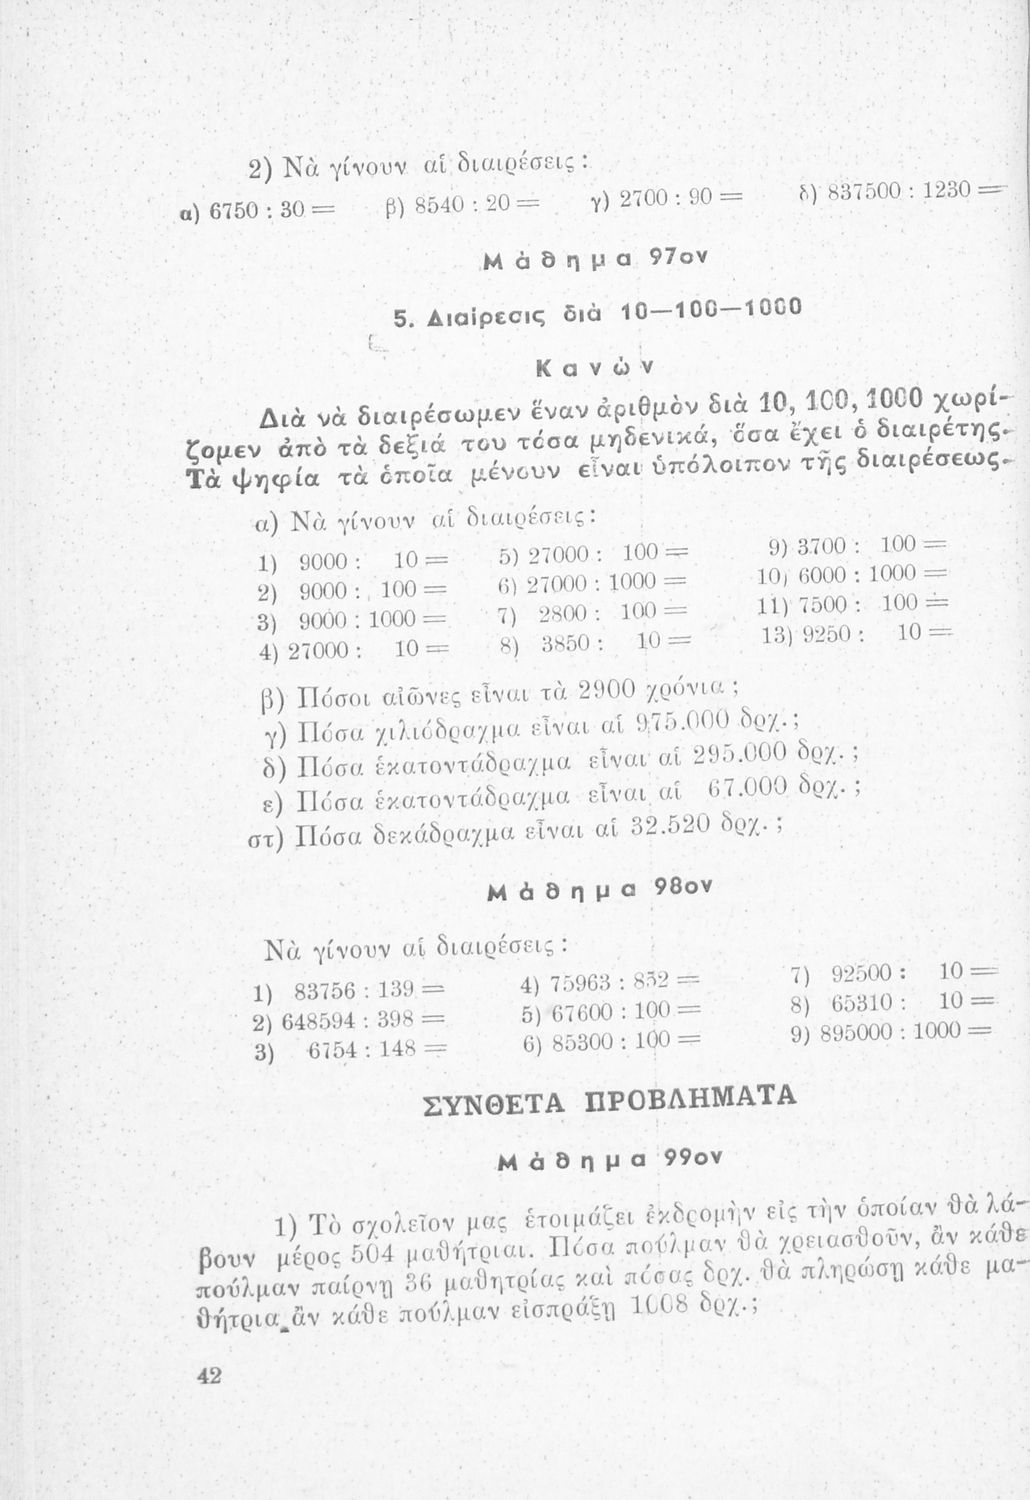 2) Νὰ γίνουν αἱ διαιρέσεις :
α) 6750 : 30 = β) 8540 : 20 = γ) 2700 : 90 = δ) 837500 : 1230 =
Μάθημα 97ον
5. Διαίρεσις διὰ 10—100—1000
Κανών
Διὰ νὰ διαιρέσωμεν ἕναν ἀριθμὸν διὰ 10, 100, 1000 χωρί-
ζομεν ἀπὸ τὰ δεξιά του τόσα μηδενικά, ὅσα ἔχει ὁ διαιρέτης.
Τὰ ψηφία τὰ ὁποῖα μένουν εἶναι ὑπόλοιπον τῆς διαιρέσεως.
α) Νὰ γίνουν αἱ διαιρέσεις :
1) 9000 : 10 = 5) 27000 : 100 = 9) 3.700 : 100 =
2) 9000 : 100 = 6) 27000 : 1000 = 10) 6000 : 1000 =
3) 9000 : 1000 = 7) 2800 : 100 = 11) 7500 : 100 =
4) 27000 : 10 = 8) 3850 : 10 = 13) 9250 : 10 =
β) Πόσοι αἰῶνες εἶναι τὰ 2900 χρόνια ;
γ) Πόσα χιλιόδραχμα εἶναι αἱ 975.000 δρχ. ;
δ) Πόσα ἑκατοντάδραχμα εἶναι αἱ 295.000 δρχ. ;
ε) Πόσα ἑκατοντάδραχμα εἶναι αἱ 67.000 δρχ. ;
στ) Πόσα δεκάδραχμα εἶναι αἱ 32.520 δρχ. ;
Μάθημα 98ον
Νὰ γίνουν αἱ διαιρέσεις :
1) 83756 : 139 = 4) 75963 : 852 = 7) 92500 : 10 =
2) 648594 : 398 = 5) 67600 : 100 = 8) 65310 : 10 =
3) 6754 : 148 = 6) 85300 : 100 = 9) 895000 : 1000 =
ΣΥΝΘΕΤΑ ΠΡΟΒΛΗΜΑΤΑ
Μάθημα 99ον
1) Τὸ σχολεῖον μας ἑτοιμάζει ἐκδρομὴν εἰς τὴν ὁποίαν θὰ λά-
βουν μέρος 504 μαθήτριαι. Πόσα πούλμαν θὰ χρειασθοῦν, ἂν κάθε
πούλμαν παίρνῃ 36 μαθητρίας καὶ πόσας δρχ. θὰ πληρώσῃ κάθε μα-
θήτρια ἂν κάθε πούλμαν εἰσπράξῃ 1008 δρχ. ;
42